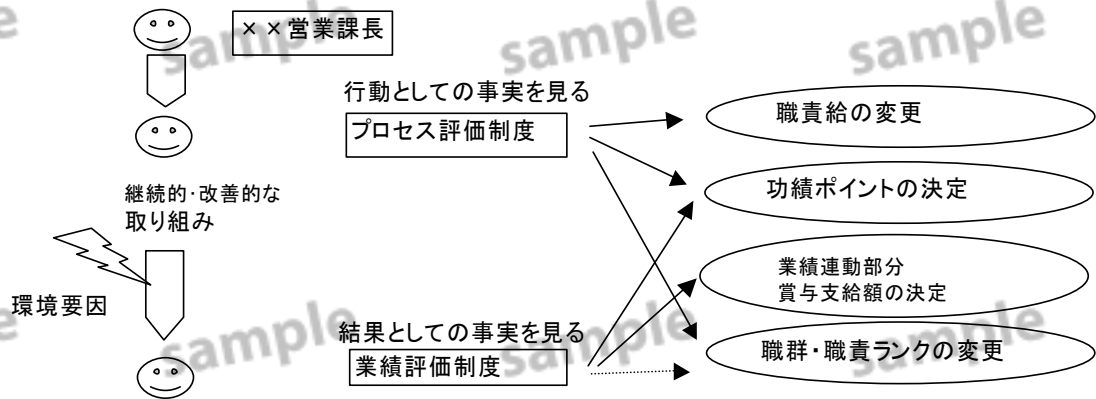 ××営業課長
行動としての事実を見る
プロセス評価制度
職責給の変更
功績ポイントの決定
継続的・改善的な
取り組み
環境要因
業績連動部分
賞与支給額の決定
結果としての事実を見る
業績評価制度
職群・職責ランクの変更
sample
sample
sample
sample
sample
sample